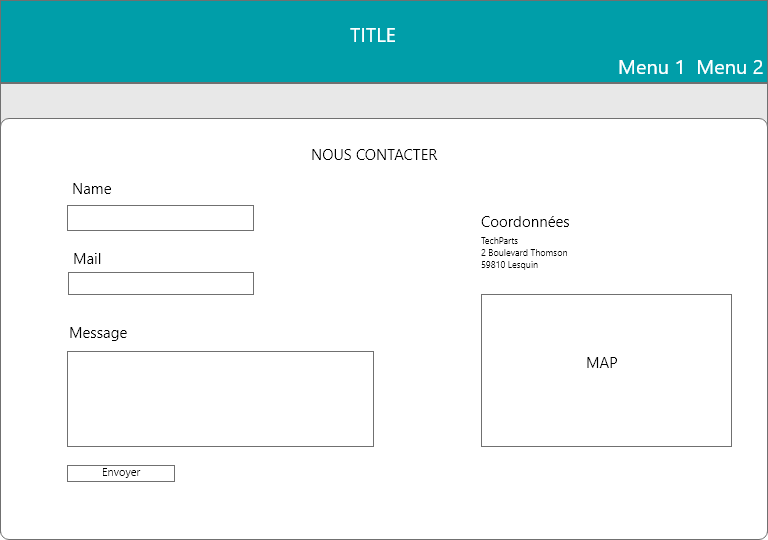 TITLE
Menu 1 Menu 2
NOUS CONTACTER
Name
Mail
Message
Envoyer
Coordonnées
TechParts
2 Boulevard Thomson
59810 Lesquin
MAP